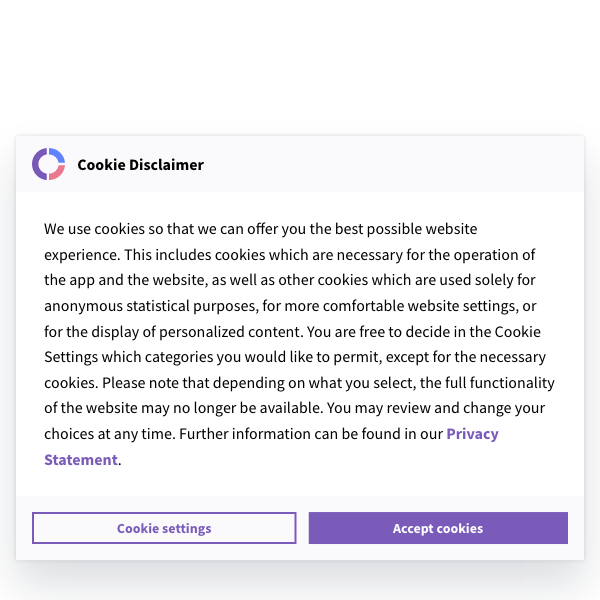 Cookie Disclaimer
We use cookies so that we can offer you the best possible website
experience. This includes cookies which are necessary for the operation of
the app and the website, as well as other cookies which are used solely for
anonymous statistical purposes, for more comfortable website settings, or
for the display of personalized content. You are free to decide in the Cookie
Settings which categories you would like to permit, except for the necessary
cookies. Please note that depending on what you select, the full functionality
of the website may no longer be available. You may review and change your
choices at any time. Further information can be found in our Privacy
Statement.
Cookie settings
Accept cookies